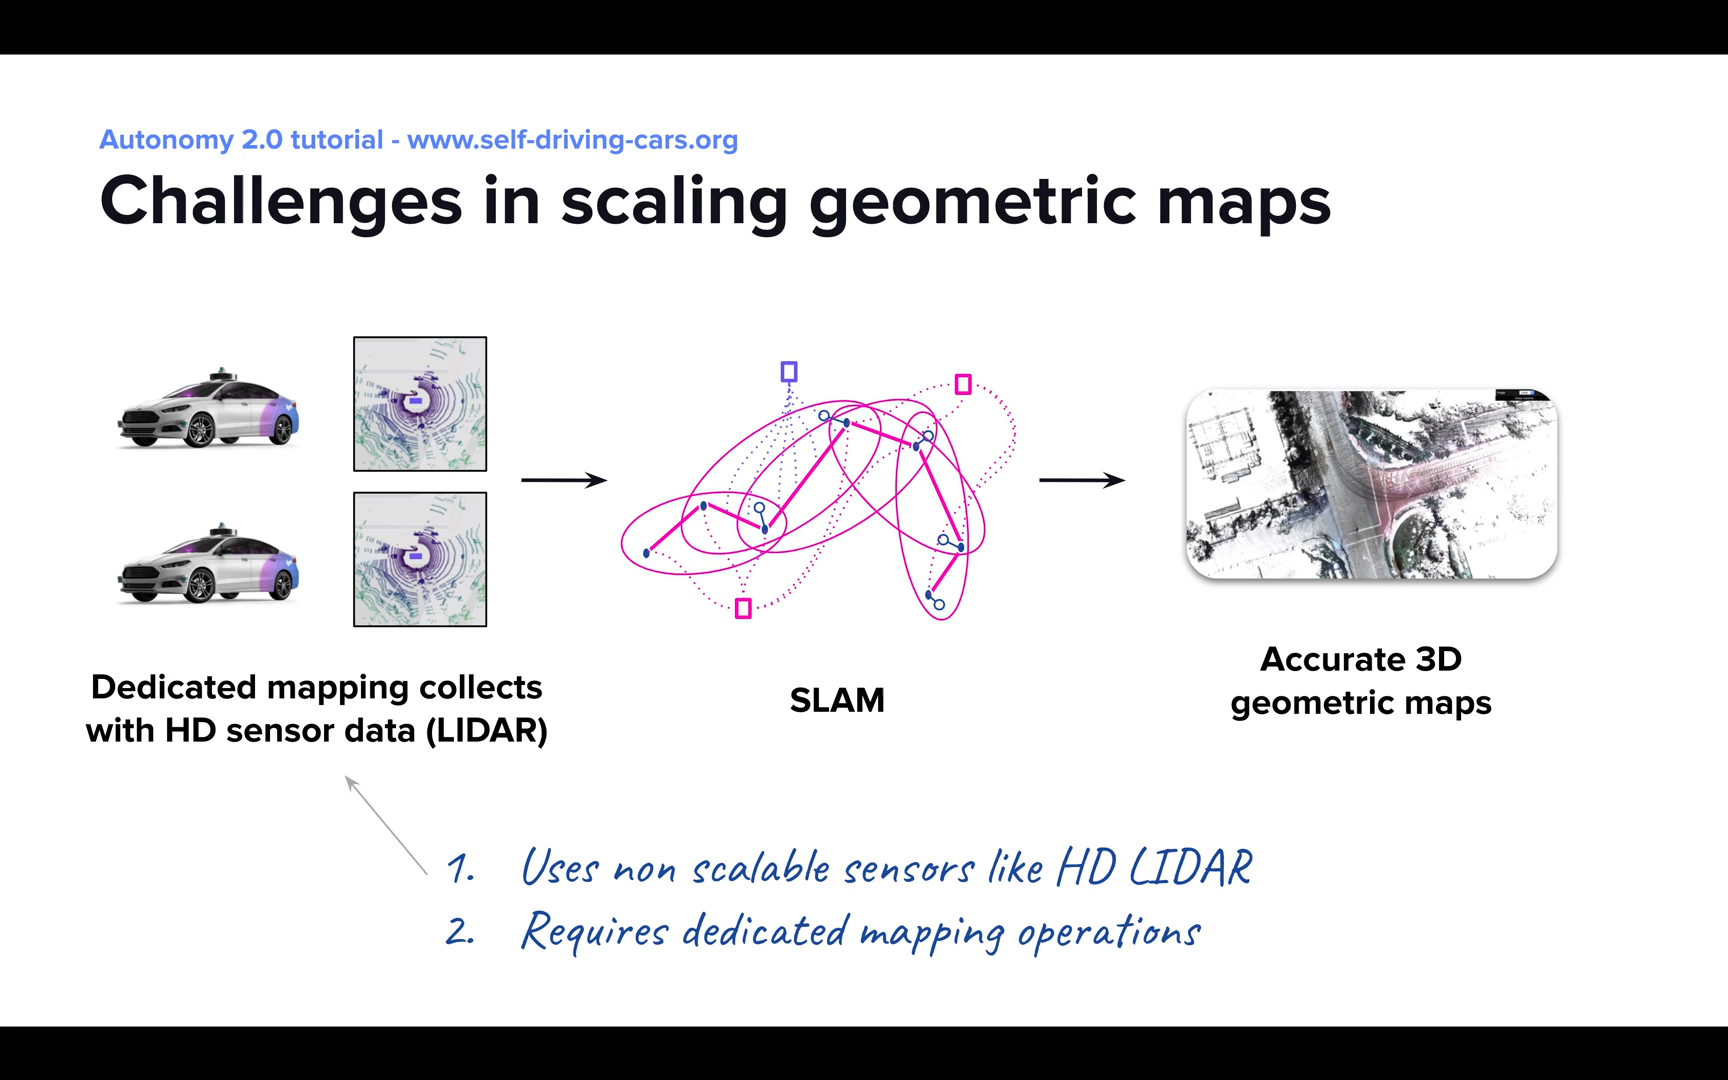 Autonomy 2.0 tutorial - www.self-driving-cars.org
Challenges in scaling geometric maps
Dedicated mapping collects
with HD sensor data (LIDAR)
SLAM
Accurate 3D
geometric maps
1. Uses non scalable sensors like HD LIDAR
2. Requires dedicated mapping operations